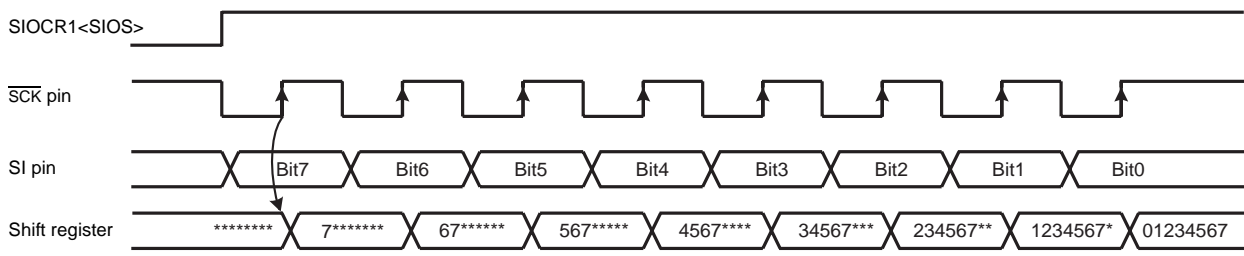 SIOCR1<SIOS>
SCK pin
SI pin Bit7 Bit6 Bit5 Bit4 Bit3 Bit2 Bit1 Bit0
Shift register ******** 7******* 67****** 567***** 4567**** 34567*** 234567** 1234567* 01234567